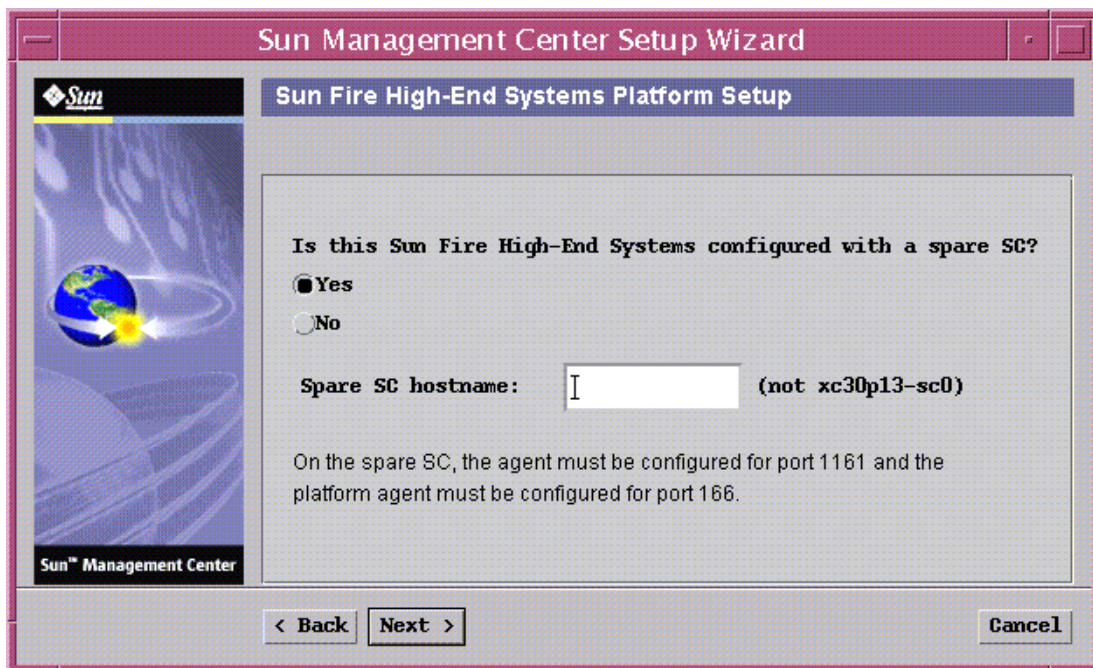 Sun Management Center Setup Wizard
Sun
Sun Fire High-End Systems Platform Setup
Is this Sun Fire High-End Systems configured with a spare SC?
Yes
No
Spare SC hostname: (not xc30p13-sc0)
On the spare SC, the agent must be configured for port 1161 and the
platform agent must be configured for port 166.
Sun™ Management Center
< Back Next > Cancel